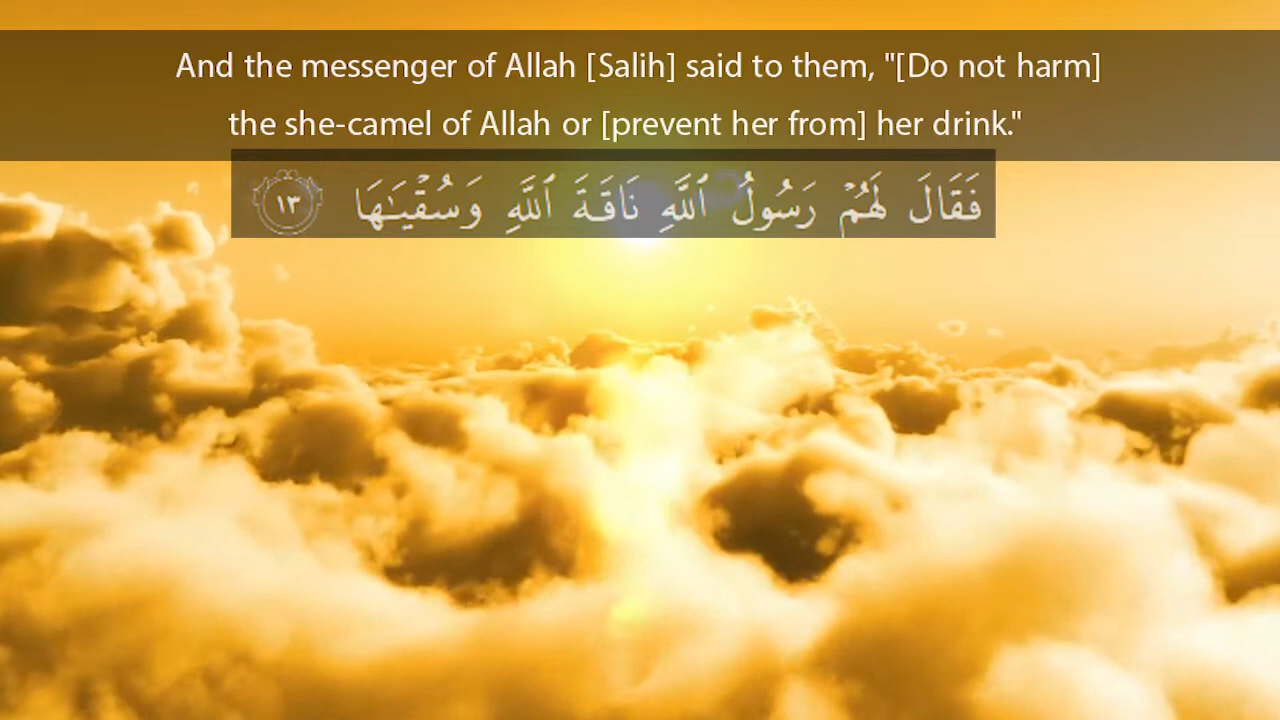 And the messenger of Allah [Salih] said to them, "[Do not harm]
the she-camel of Allah or [prevent her from] her drink."
فَقَالَ لَهُمْ رَسُولُ ٱللَّهِ نَاقَةَ ٱللَّهِ وَسُقْيَـٰهَا ١٣